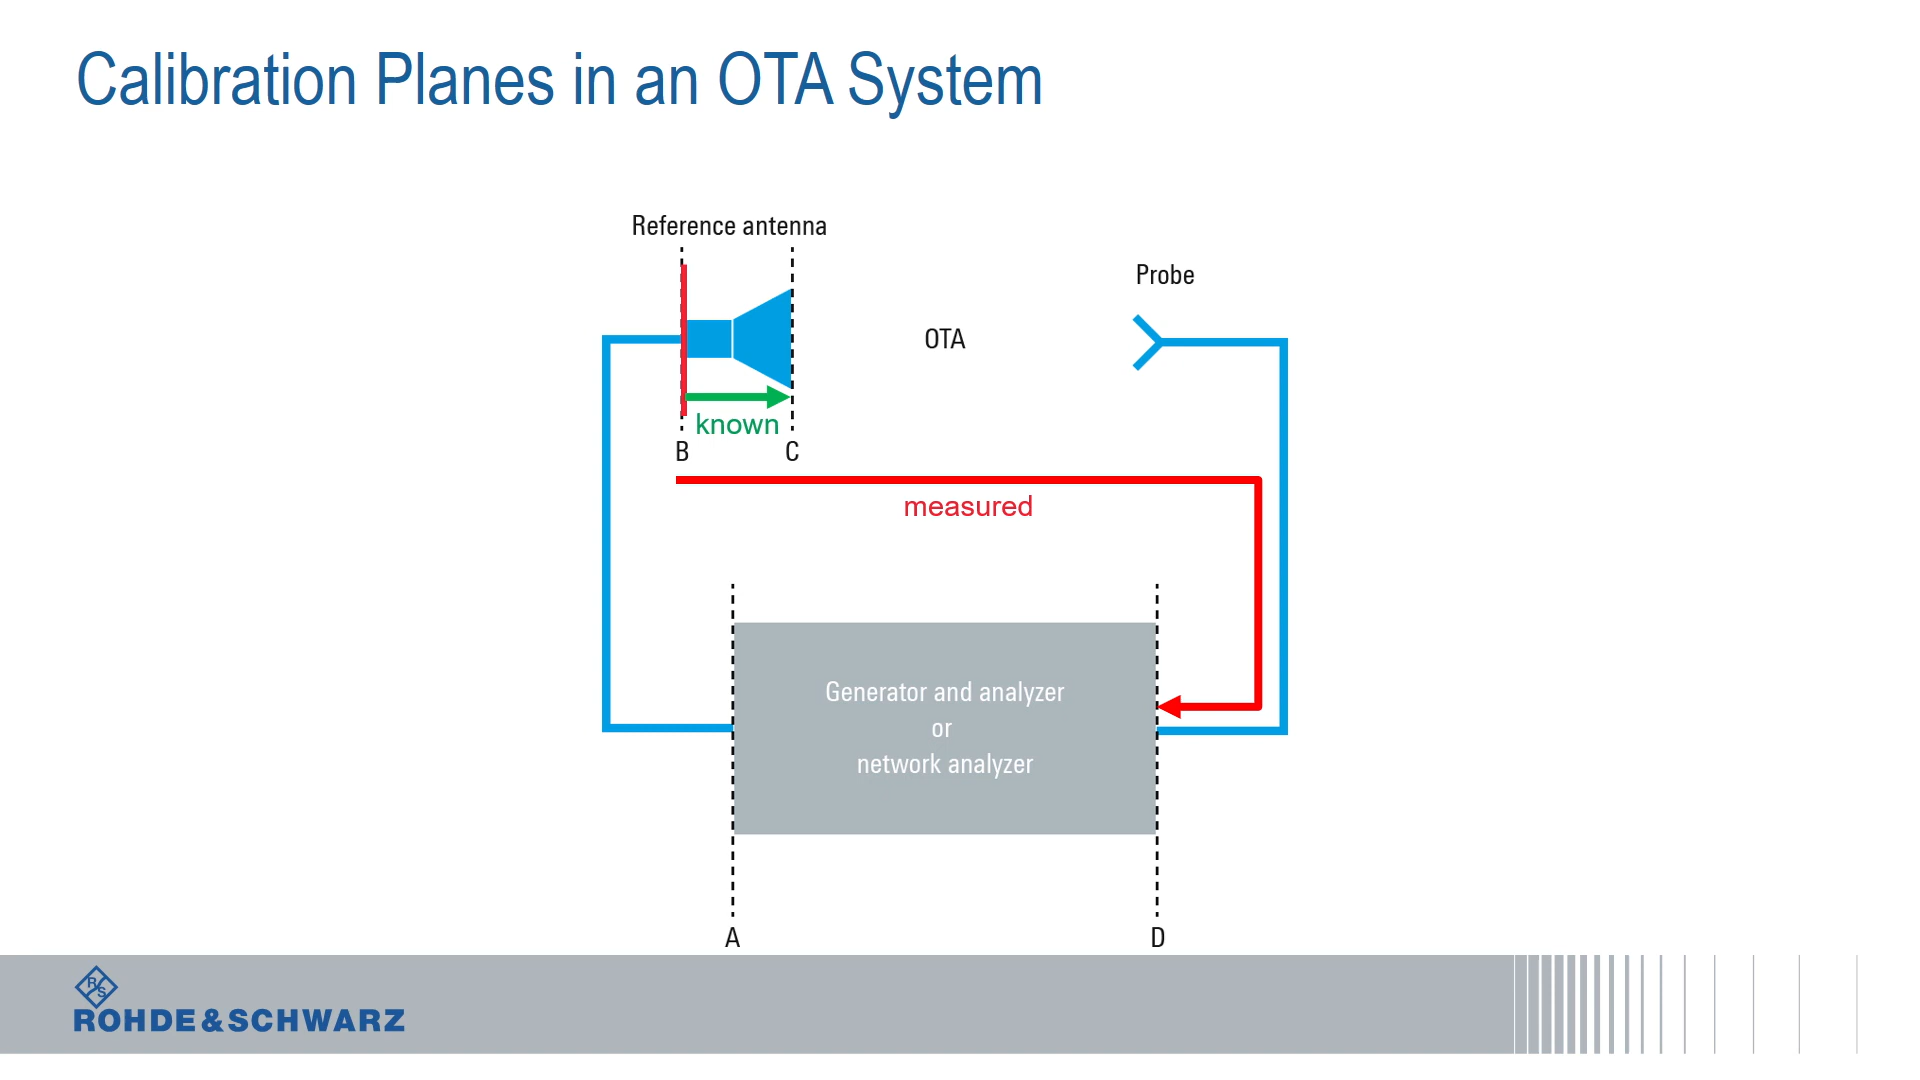 Calibration Planes in an OTA System
Reference antenna
Probe
OTA
known
B
C
measured
Generator and analyzer
or
network analyzer
A
D
R
S
ROHDE&SCHWARZ